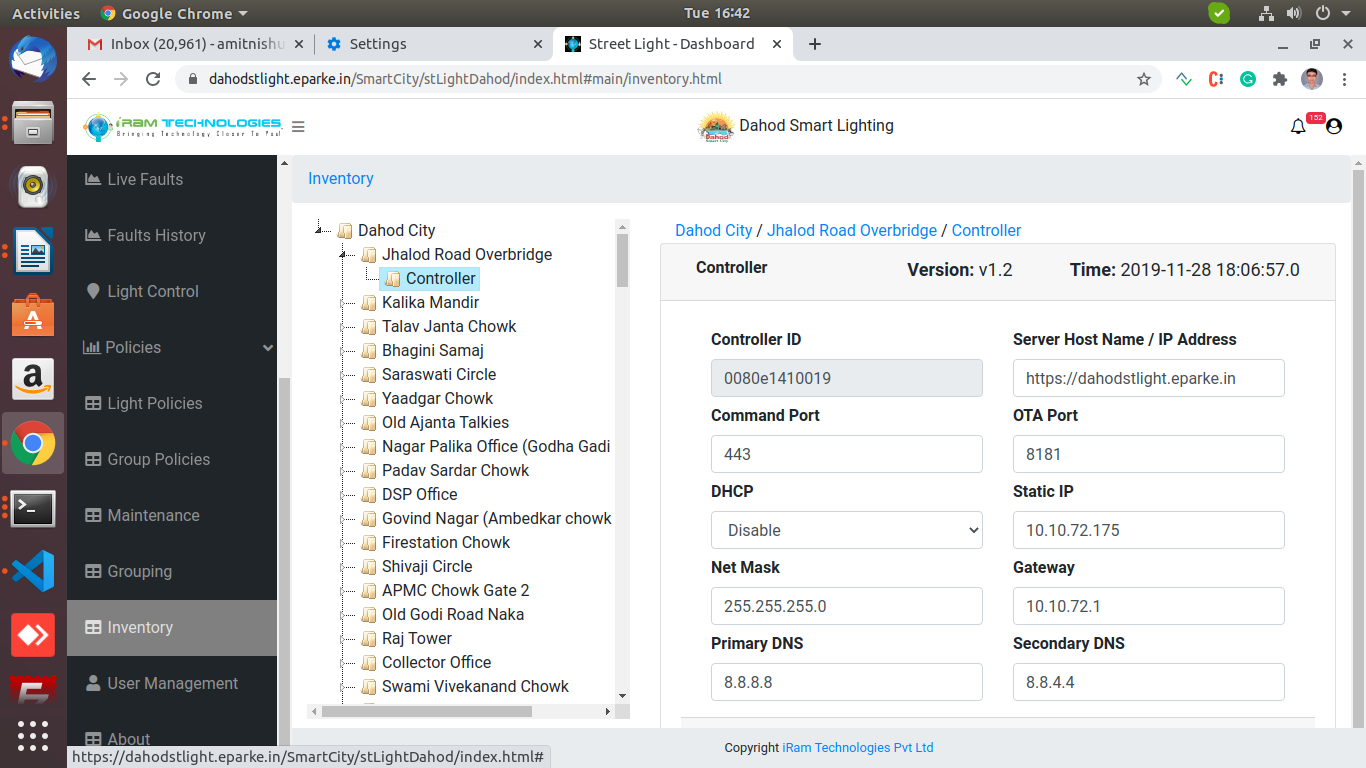 Activities
Google Chrome
Tue 16:42
Inbox (20,961) - amitnishu
Settings
Street Light - Dashboard
dahodstlight.eparke.in/SmartCity/stLightDahod/index.html#main/inventory.html
iRam Technologies
Bringing Technology Closer To You!
Dahod
Smart City
Dahod Smart Lighting
152
Live Faults
Faults History
Light Control
Policies
Light Policies
Group Policies
Maintenance
Grouping
Inventory
User Management
About
Inventory
Dahod City
Jhalod Road Overbridge
Controller
Kalika Mandir
Talav Janta Chowk
Bhagini Samaj
Saraswati Circle
Yaadgar Chowk
Old Ajanta Talkies
Nagar Palika Office (Godha Gadi
Padav Sardar Chowk
DSP Office
Govind Nagar (Ambedkar chowk
Firestation Chowk
Shivaji Circle
APMC Chowk Gate 2
Old Godi Road Naka
Raj Tower
Collector Office
Swami Vivekanand Chowk
Dahod City / Jhalod Road Overbridge / Controller
Controller
Version: v1.2
Time: 2019-11-28 18:06:57.0
Controller ID
0080e1410019
Server Host Name / IP Address
https://dahodstlight.eparke.in
Command Port
443
OTA Port
8181
DHCP
Disable
Static IP
10.10.72.175
Net Mask
255.255.255.0
Gateway
10.10.72.1
Primary DNS
8.8.8.8
Secondary DNS
8.8.4.4
Copyright iRam Technologies Pvt Ltd
https://dahodstlight.eparke.in/SmartCity/stLightDahod/index.html#